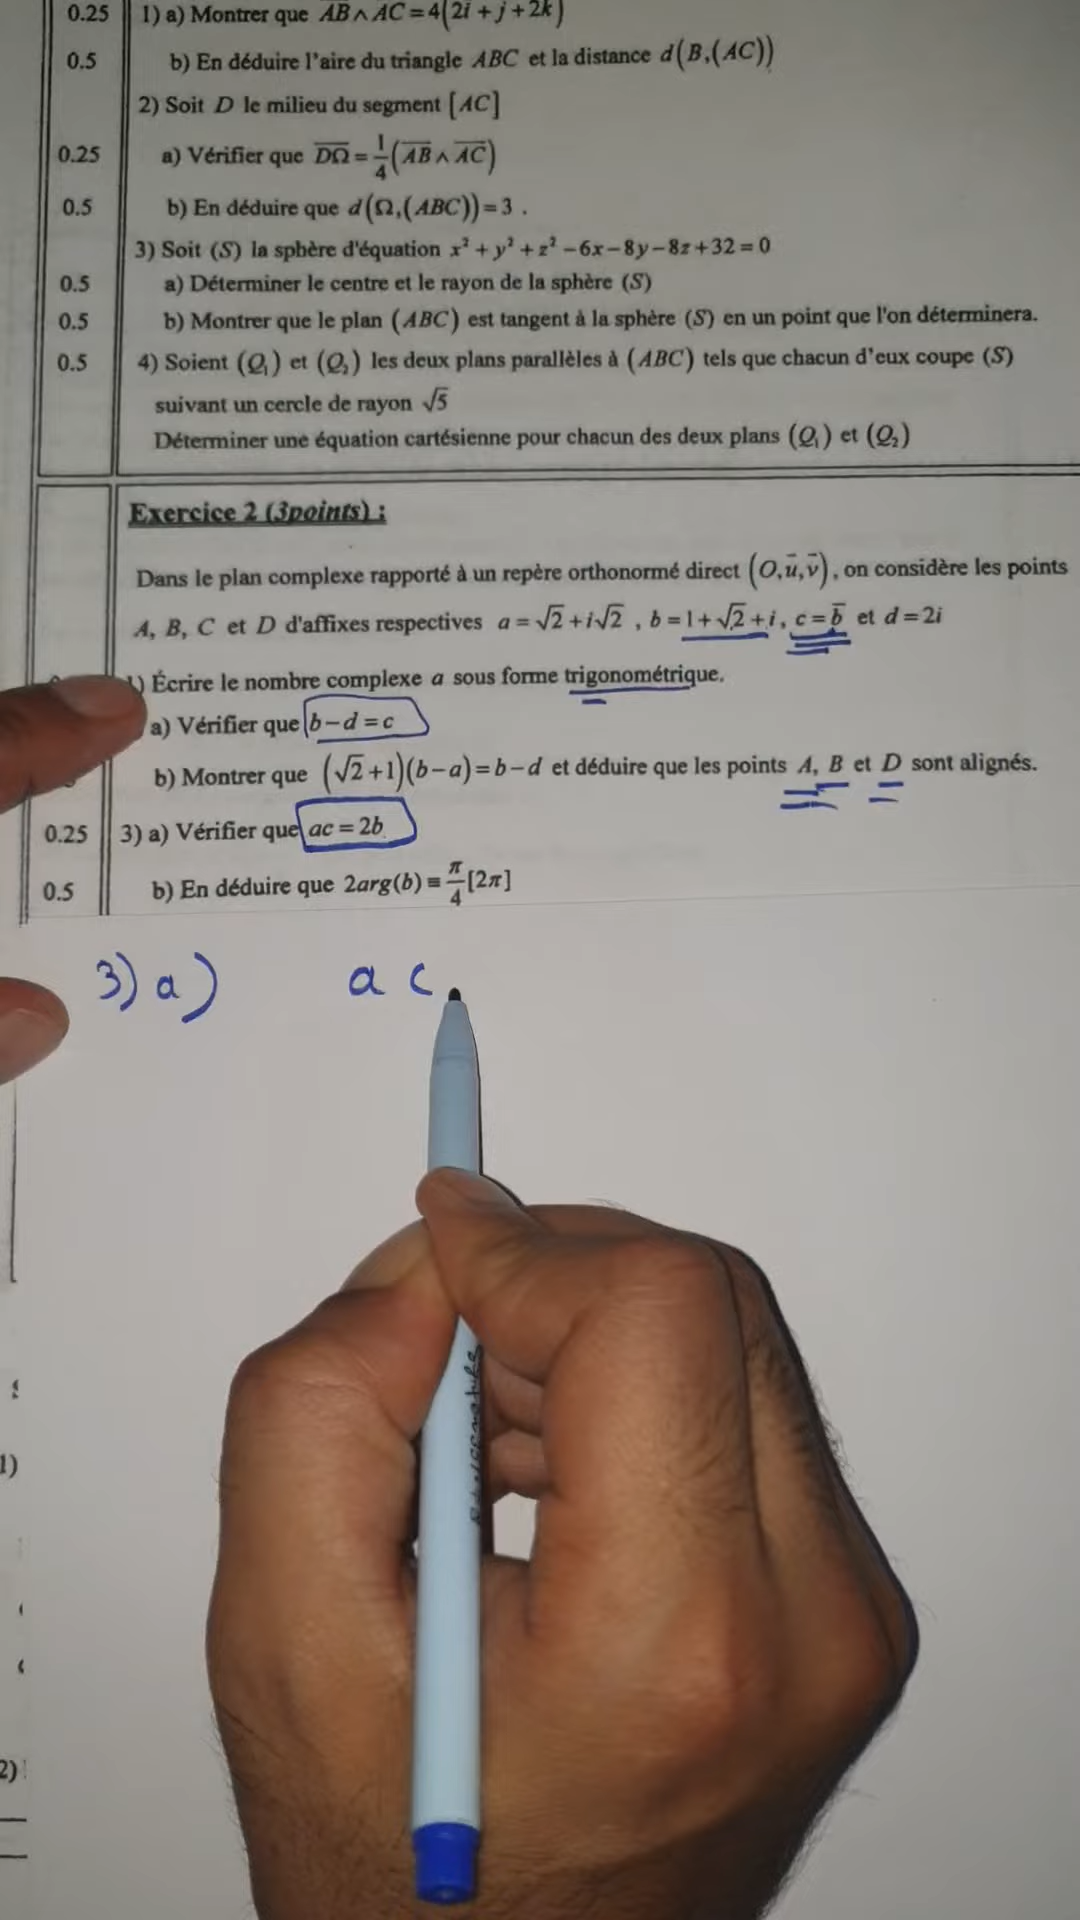 0.25 1) a) Montrer que AB ∧ AC = 4(2i + j + 2k)
0.5 b) En déduire l'aire du triangle ABC et la distance d(B,(AC))
2) Soit D le milieu du segment [AC]
0.25 a) Vérifier que DΩ = 1/4 (AB ∧ AC)
0.5 b) En déduire que d(Ω,(ABC)) = 3 .
3) Soit (S) la sphère d'équation x² + y² + z² – 6x – 8y – 8z + 32 = 0
0.5 a) Déterminer le centre et le rayon de la sphère (S)
0.5 b) Montrer que le plan (ABC) est tangent à la sphère (S) en un point que l'on déterminera.
0.5 4) Soient (Q₁) et (Q₂) les deux plans parallèles à (ABC) tels que chacun d'eux coupe (S)
suivant un cercle de rayon √5
Déterminer une équation cartésienne pour chacun des deux plans (Q₁) et (Q₂)
Exercice 2 (3points) :
Dans le plan complexe rapporté à un repère orthonormé direct (O,u,v), on considère les points
A, B, C et D d'affixes respectives a = √2 + i√2 , b = 1 + √2 + i , c = b̄ et d = 2i
) Écrire le nombre complexe a sous forme trigonométrique.
a) Vérifier que b – d = c
b) Montrer que (√2 + 1)(b – a) = b – d et déduire que les points A, B et D sont alignés.
0.25 3) a) Vérifier que ac = 2b
0.5 b) En déduire que 2arg(b) ≡ π/4 [2π]
3) a) a c
1)
2)